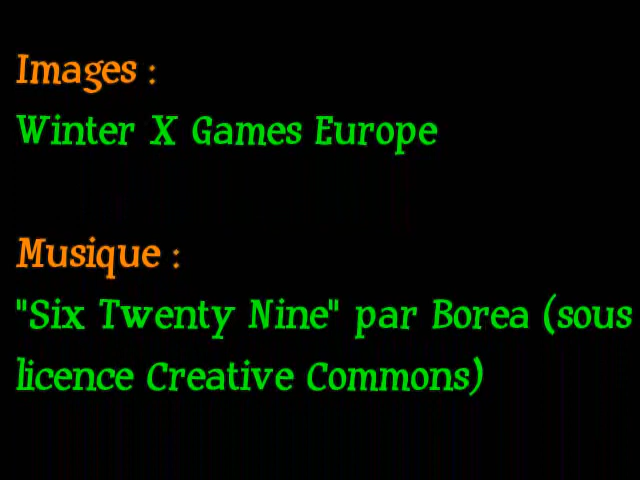 Images :
Winter X Games Europe
Musique :
"Six Twenty Nine" par Borea (sous
licence Creative Commons)